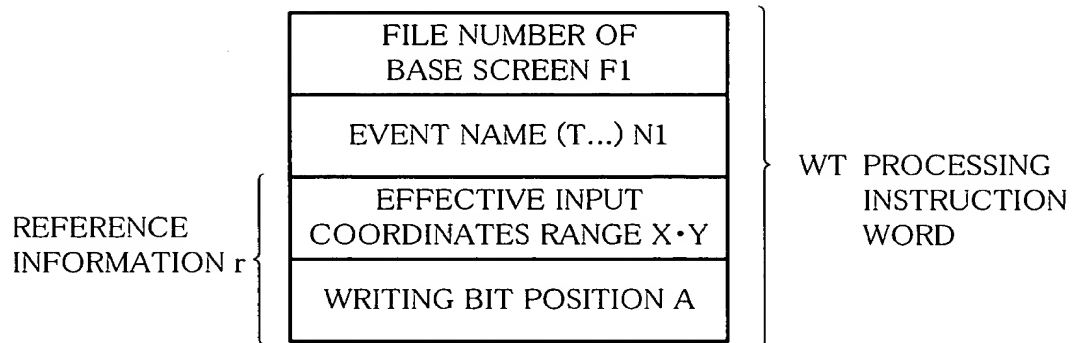 FILE NUMBER OF
BASE SCREEN F1
EVENT NAME (T...) N1
EFFECTIVE INPUT
COORDINATES RANGE X・Y
WRITING BIT POSITION A
REFERENCE
INFORMATION r
WT PROCESSING
INSTRUCTION
WORD